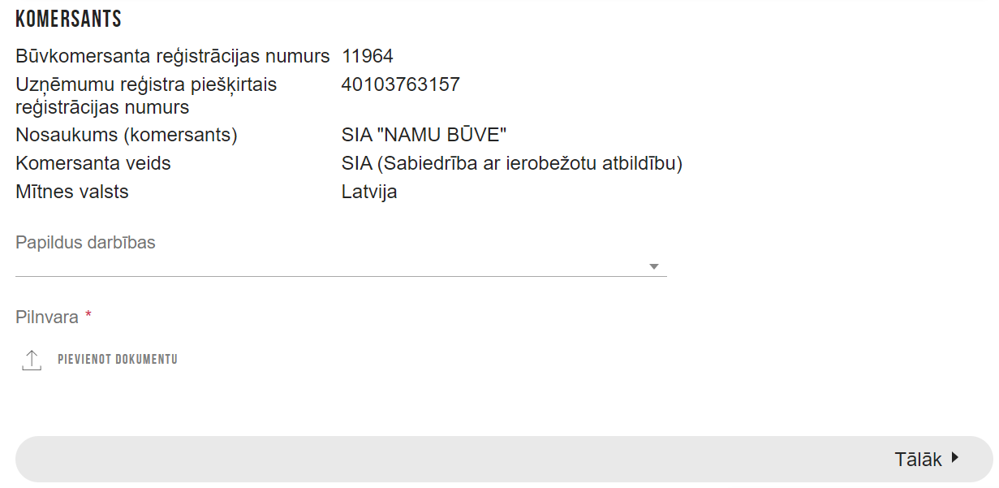 KOMERSANTS
Būvkomersanta reģistrācijas numurs 11964
Uzņēmumu reģistra piešķirtais 40103763157
reģistrācijas numurs
Nosaukums (komersants) SIA "NAMU BŪVE"
Komersanta veids SIA (Sabiedrība ar ierobežotu atbildību)
Mītnes valsts Latvija
Papildus darbības
Pilnvara *
PIEVIENOT DOKUMENTU
Tālāk